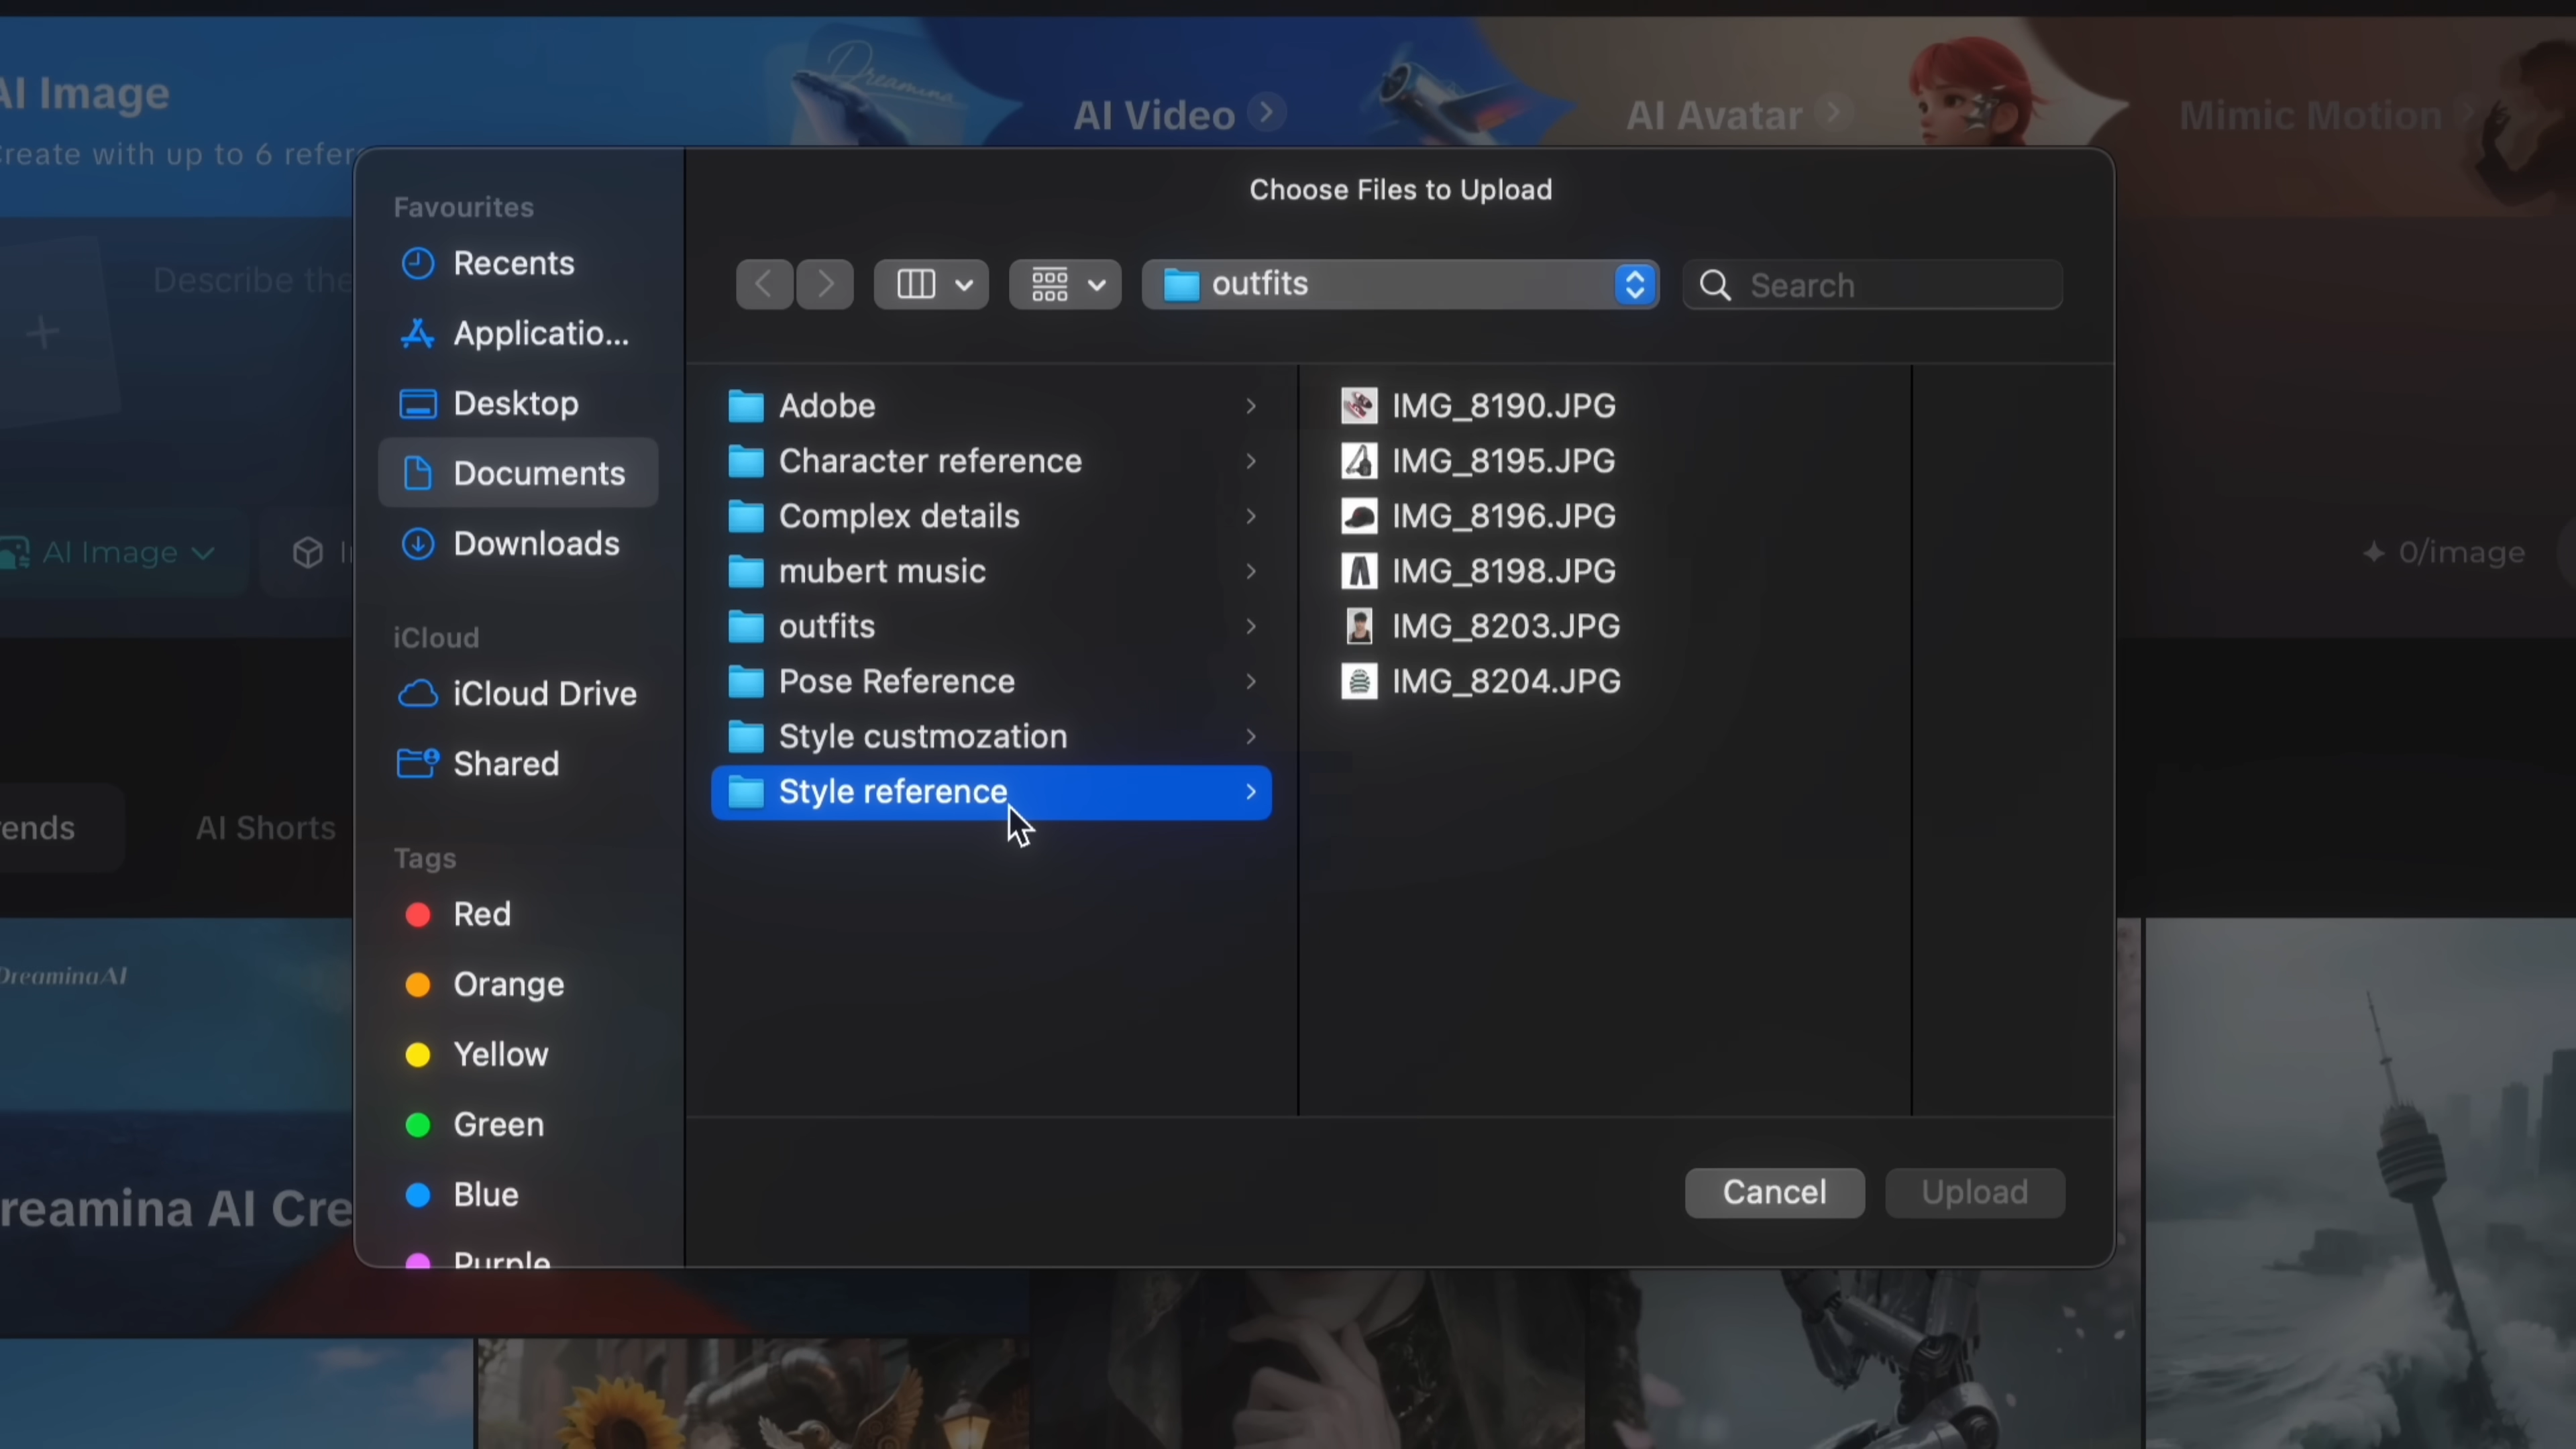 AI Image
Create with up to 6 refer
Dreamina
AI Video
AI Avatar
Mimic Motion
Describe the
AI Image
0/image
rends
AI Shorts
DreaminaAI
reamina AI Cre
Choose Files to Upload
Favourites
Recents
Applicatio...
Desktop
Documents
Downloads
iCloud
iCloud Drive
Shared
Tags
Red
Orange
Yellow
Green
Blue
Purple
outfits
Search
Adobe
Character reference
Complex details
mubert music
outfits
Pose Reference
Style custmozation
Style reference
IMG_8190.JPG
IMG_8195.JPG
IMG_8196.JPG
IMG_8198.JPG
IMG_8203.JPG
IMG_8204.JPG
Cancel
Upload